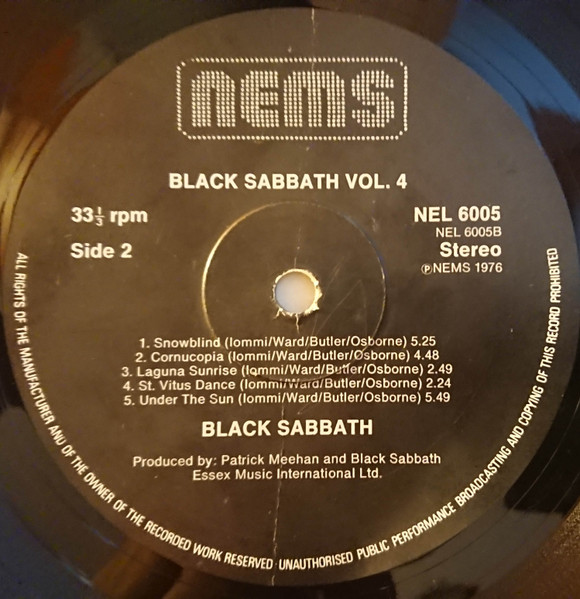 nems
BLACK SABBATH VOL. 4
33⅓ rpm
Side 2
NEL 6005
NEL 6005B
Stereo
Ⓟ NEMS 1976
1. Snowblind (Iommi/Ward/Butler/Osborne) 5.25
2. Cornucopia (Iommi/Ward/Butler/Osborne) 4.48
3. Laguna Sunrise (Iommi/Ward/Butler/Osborne) 2.49
4. St. Vitus Dance (Iommi/Ward/Butler/Osborne) 2.24
5. Under The Sun (Iommi/Ward/Butler/Osborne) 5.49
BLACK SABBATH
Produced by: Patrick Meehan and Black Sabbath
Essex Music International Ltd.
ALL RIGHTS OF THE MANUFACTURER AND OF THE OWNER OF THE RECORDED WORK RESERVED · UNAUTHORISED PUBLIC PERFORMANCE BROADCASTING AND COPYING OF THIS RECORD PROHIBITED